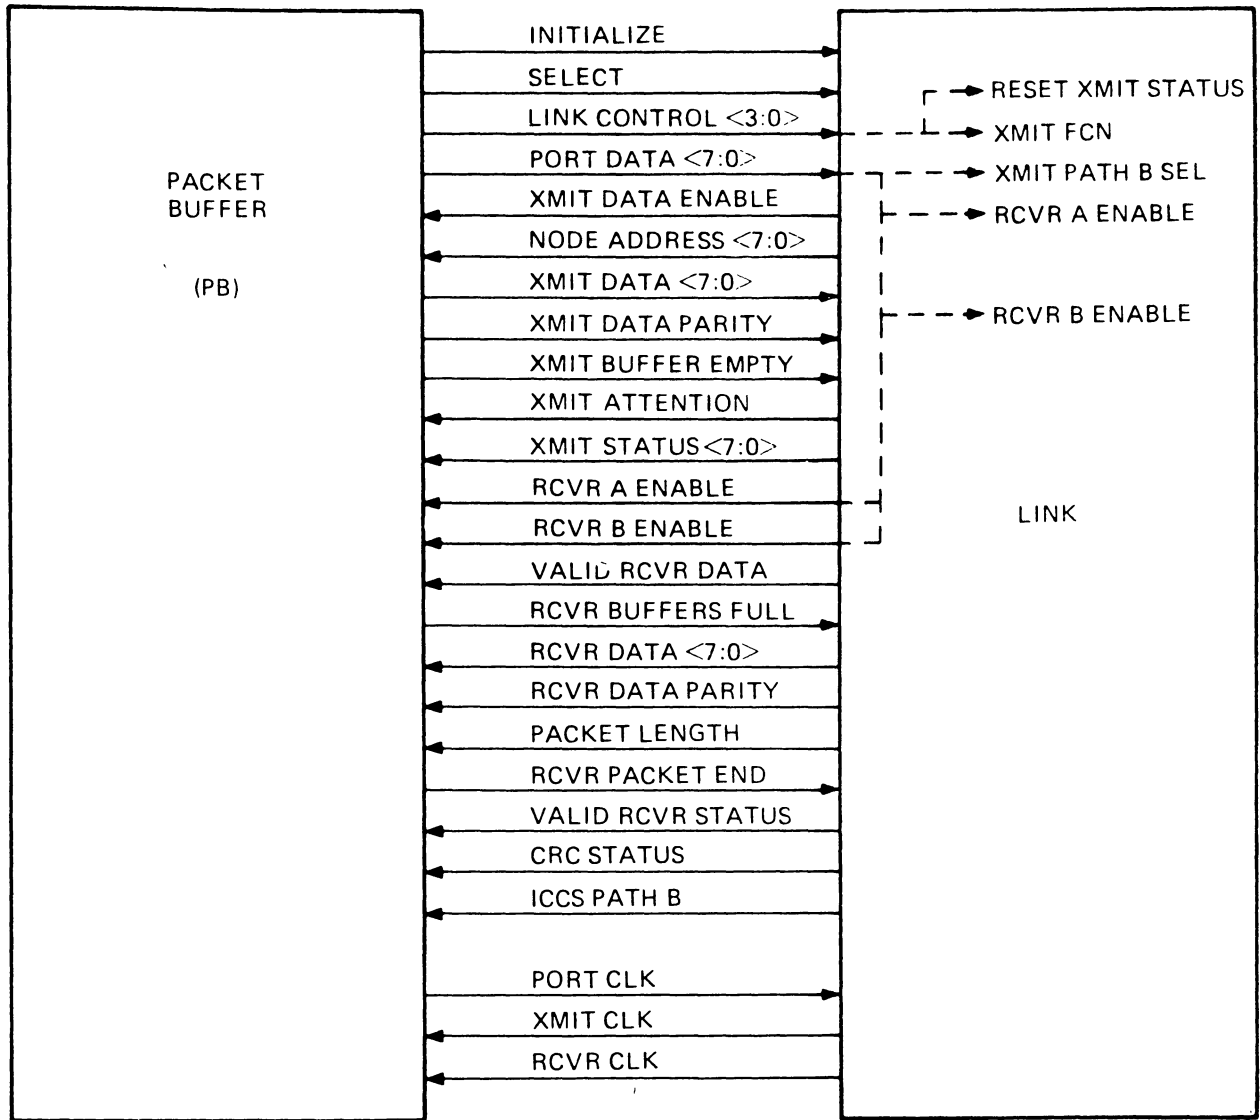 PACKET
BUFFER
(PB)
INITIALIZE
SELECT
LINK CONTROL <3:0>
PORT DATA <7:0>
XMIT DATA ENABLE
NODE ADDRESS <7:0>
XMIT DATA <7:0>
XMIT DATA PARITY
XMIT BUFFER EMPTY
XMIT ATTENTION
XMIT STATUS<7:0>
RCVR A ENABLE
RCVR B ENABLE
VALID RCVR DATA
RCVR BUFFERS FULL
RCVR DATA <7:0>
RCVR DATA PARITY
PACKET LENGTH
RCVR PACKET END
VALID RCVR STATUS
CRC STATUS
ICCS PATH B
PORT CLK
XMIT CLK
RCVR CLK
RESET XMIT STATUS
XMIT FCN
XMIT PATH B SEL
RCVR A ENABLE
RCVR B ENABLE
LINK